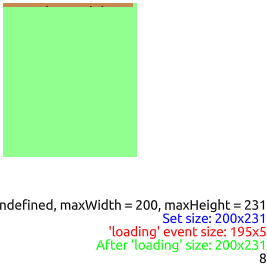 ndefined, maxWidth = 200, maxHeight = 231
Set size: 200x231
'loading' event size: 195x5
After 'loading' size: 200x231
8